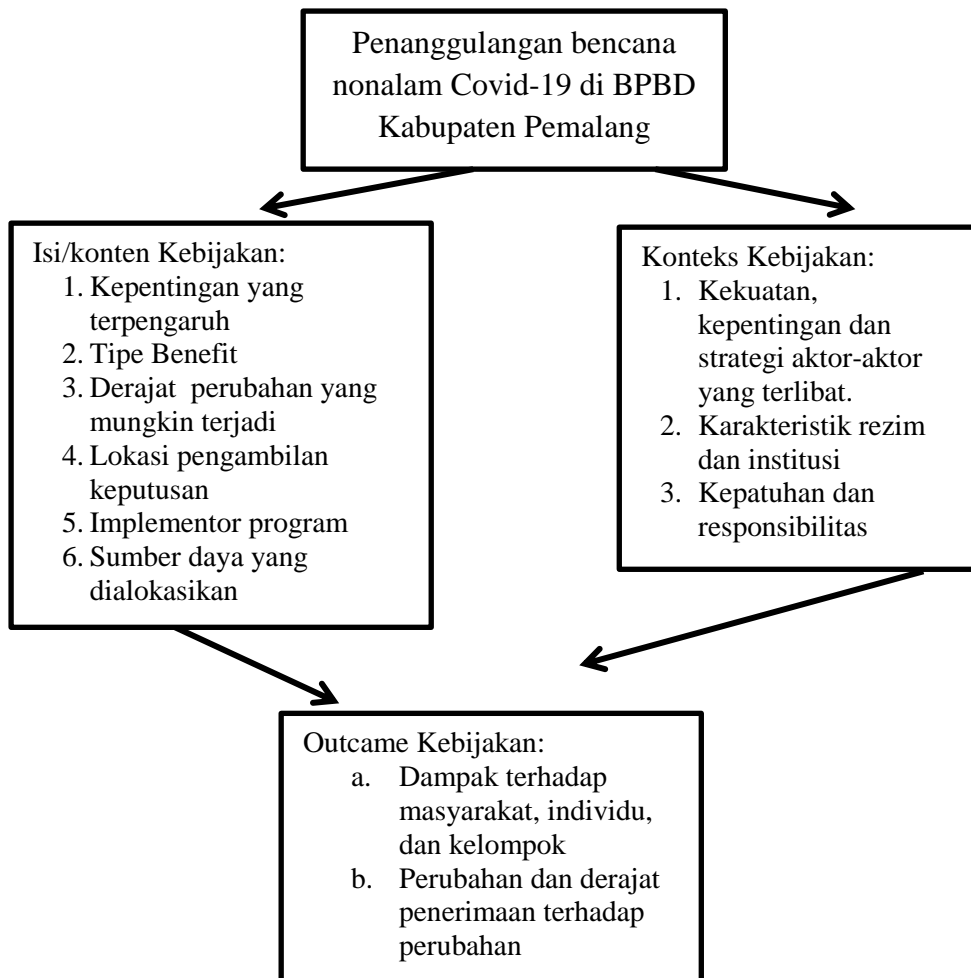 Penanggulangan bencana
nonalam Covid-19 di BPBD
Kabupaten Pemalang
Isi/konten Kebijakan:
1. Kepentingan yang
terpengaruh
2. Tipe Benefit
3. Derajat perubahan yang
mungkin terjadi
4. Lokasi pengambilan
keputusan
5. Implementor program
6. Sumber daya yang
dialokasikan
Konteks Kebijakan:
1. Kekuatan,
kepentingan dan
strategi aktor-aktor
yang terlibat.
2. Karakteristik rezim
dan institusi
3. Kepatuhan dan
responsibilitas
Outcame Kebijakan:
a. Dampak terhadap
masyarakat, individu,
dan kelompok
b. Perubahan dan derajat
penerimaan terhadap
perubahan